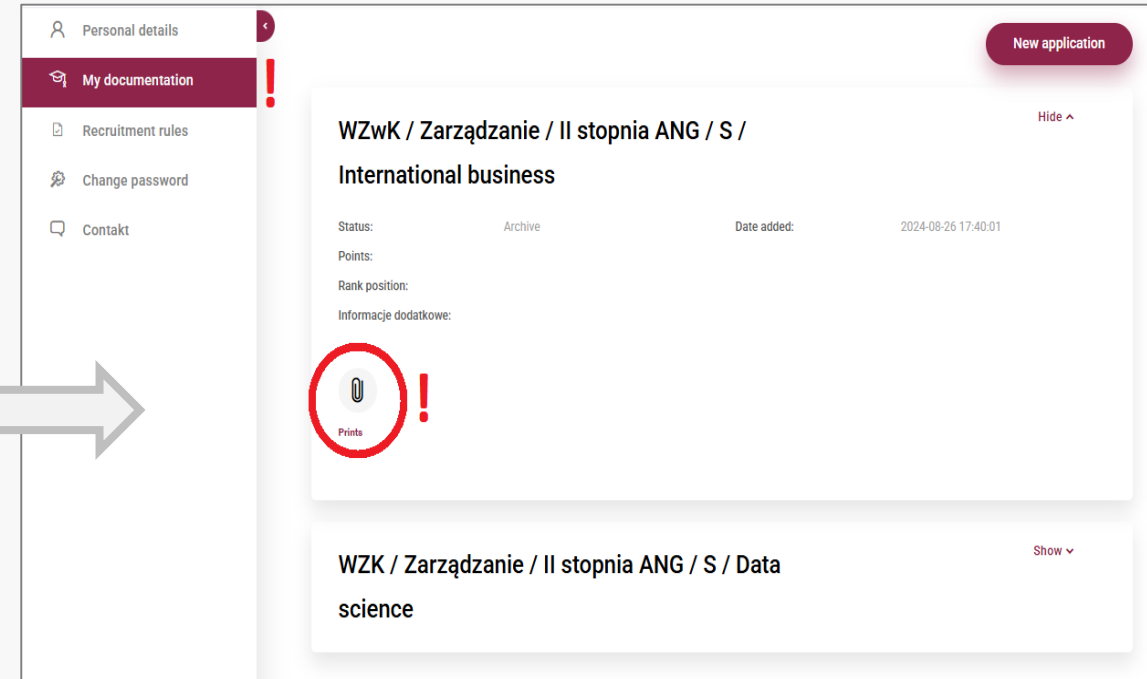 Personal details
My documentation
Recruitment rules
Change password
Contakt
!
New application
WZwK / Zarządzanie / II stopnia ANG / S /
International business
Hide
Status: Archive Date added: 2024-08-26 17:40:01
Points:
Rank position:
Informacje dodatkowe:
Prints
!
WZK / Zarządzanie / II stopnia ANG / S / Data
science
Show